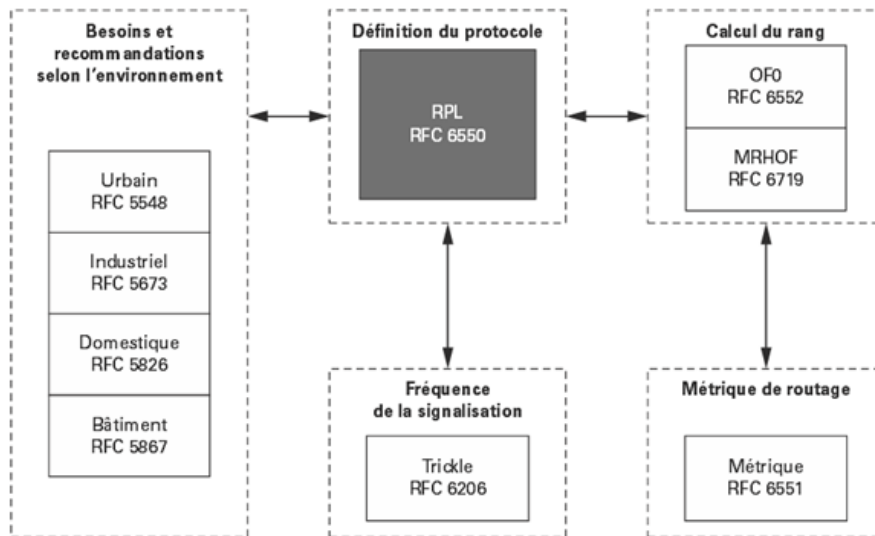 Besoins et
recommandations
selon l'environnement
Urbain
RFC 5548
Industriel
RFC 5673
Domestique
RFC 5826
Bâtiment
RFC 5867
Définition du protocole
RPL
RFC 6550
Calcul du rang
OF0
RFC 6552
MRHOF
RFC 6719
Fréquence
de la signalisation
Trickle
RFC 6206
Métrique de routage
Métrique
RFC 6551